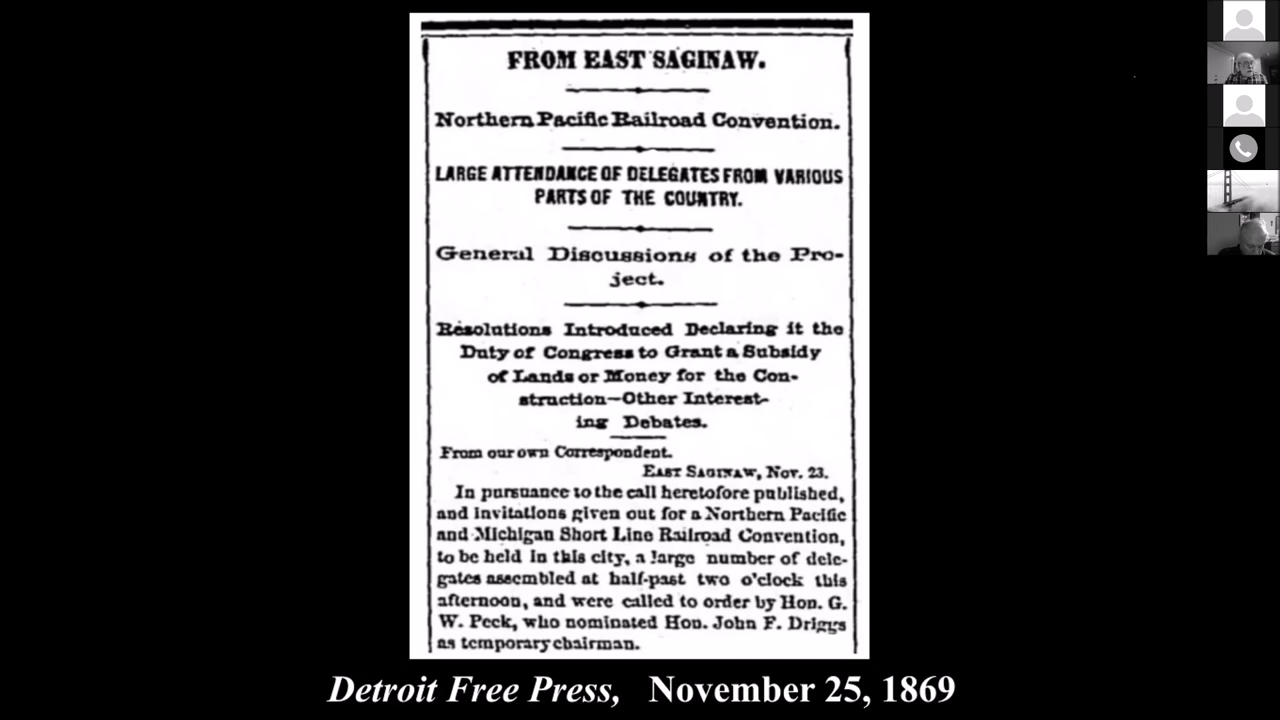 FROM EAST SAGINAW.
Northern Pacific Railroad Convention.
LARGE ATTENDANCE OF DELEGATES FROM VARIOUS
PARTS OF THE COUNTRY.
General Discussions of the Pro-
ject.
Resolutions Introduced Declaring it the
Duty of Congress to Grant a Subsidy
of Lands or Money for the Con-
struction—Other Interest-
ing Debates.
From our own Correspondent.
EAST SAGINAW, Nov. 23.
In pursuance to the call heretofore published,
and invitations given out for a Northern Pacific
and Michigan Short Line Railroad Convention,
to be held in this city, a large number of dele-
gates assembled at half-past two o'clock this
afternoon, and were called to order by Hon. G.
W. Peck, who nominated Hon. John F. Driggs
as temporary chairman.
Detroit Free Press, November 25, 1869